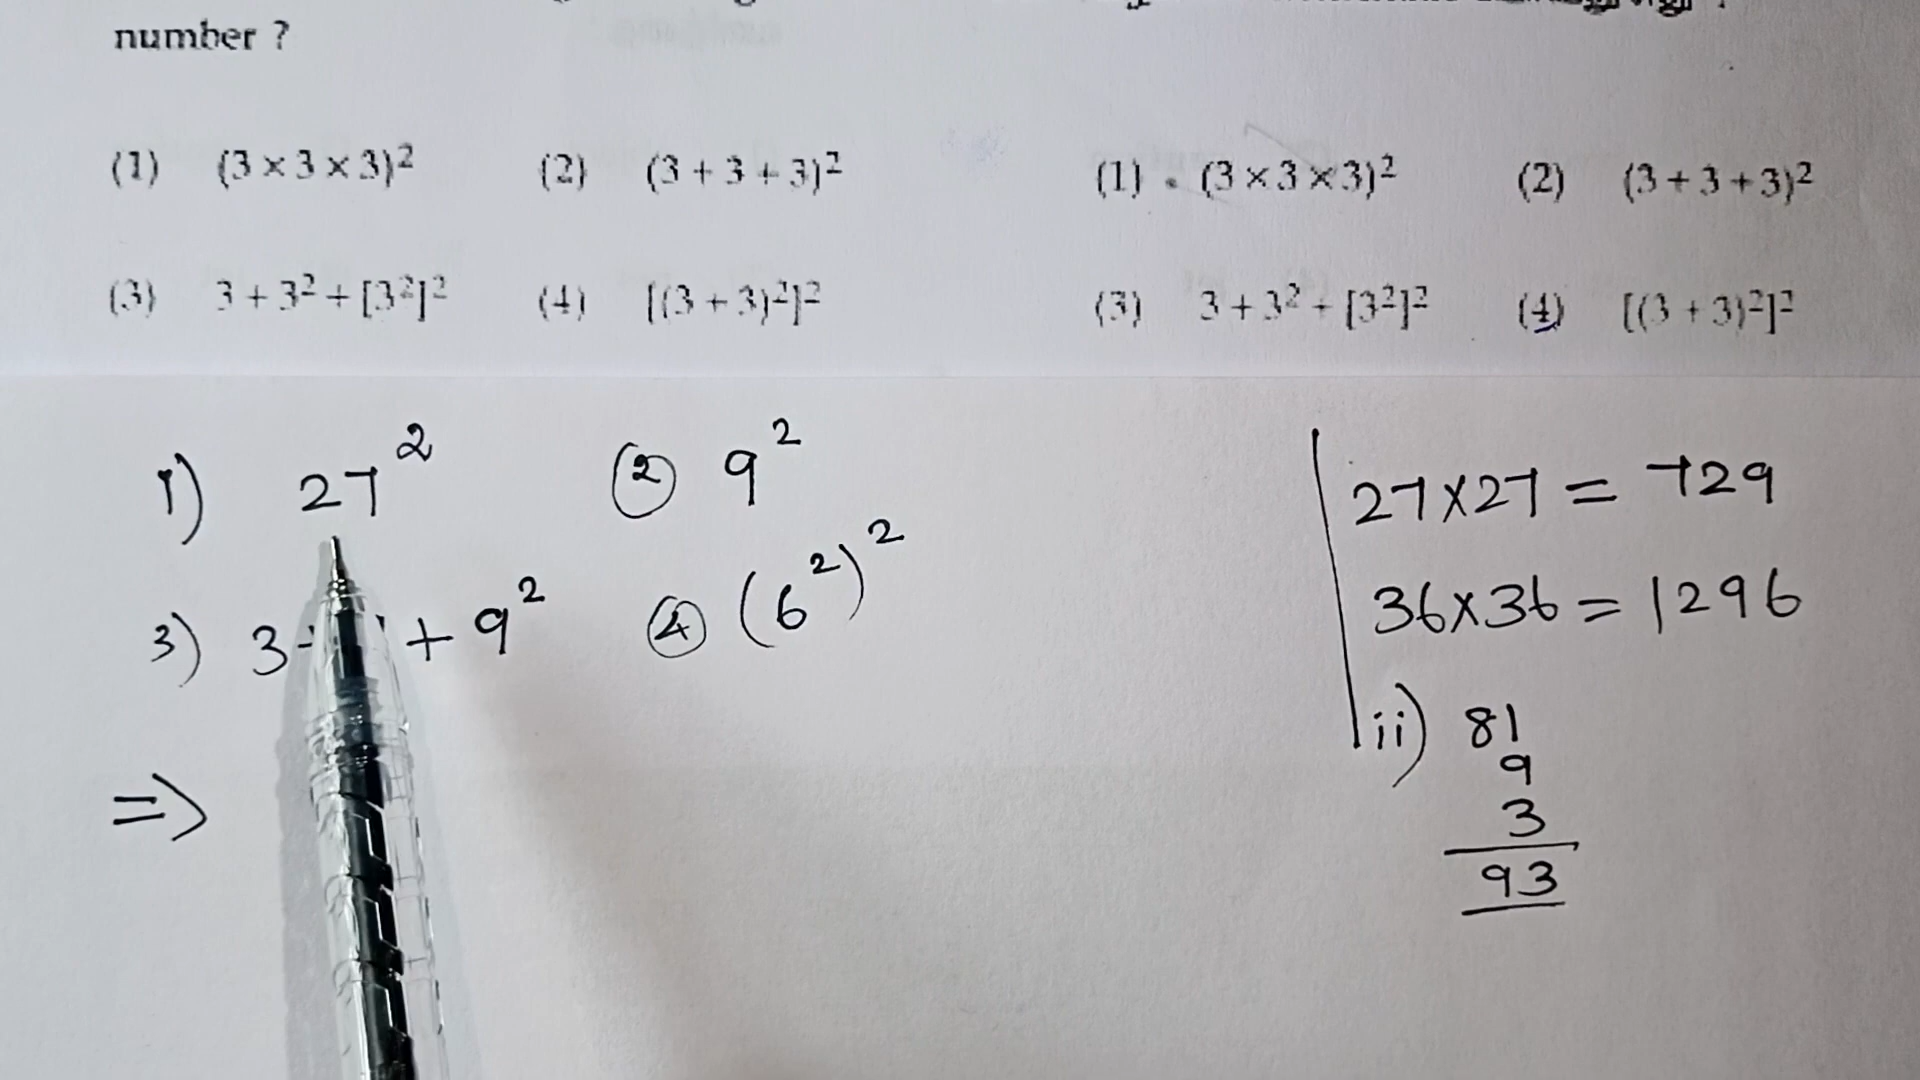 number ?
(1) (3 × 3 × 3)² (2) (3 + 3 + 3)²
(3) 3 + 3² + [3²]² (4) [(3 + 3)²]²
(1) (3 × 3 × 3)² (2) (3 + 3 + 3)²
(3) 3 + 3² + [3²]² (4) [(3 + 3)²]²
1) 27² ② 9²
3) 3 + 9² ④ (6²)²
⇒
27×27 = 729
36×36 = 1296
ii) 81
9
3
93